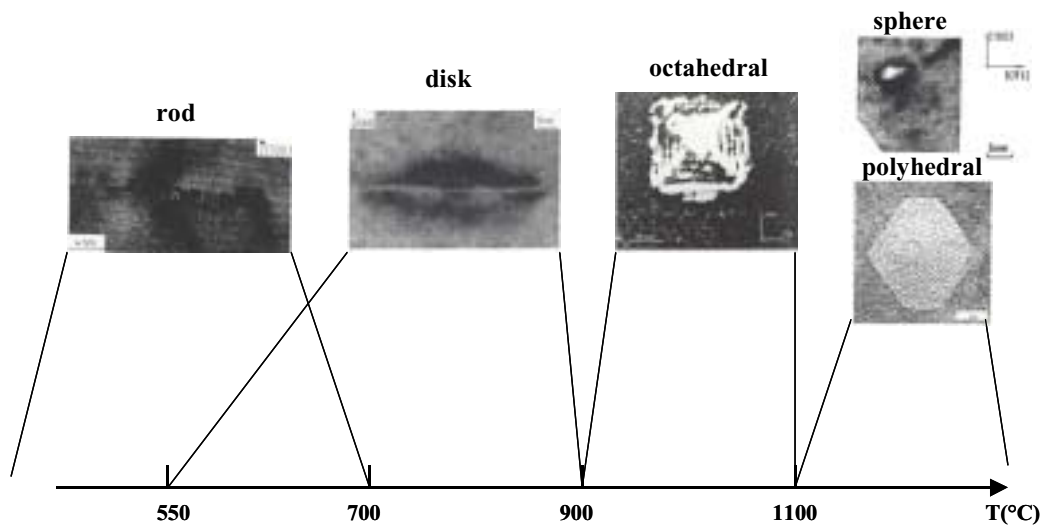 sphere
disk
octahedral
rod
polyhedral
550
700
900
1100
T(°C)